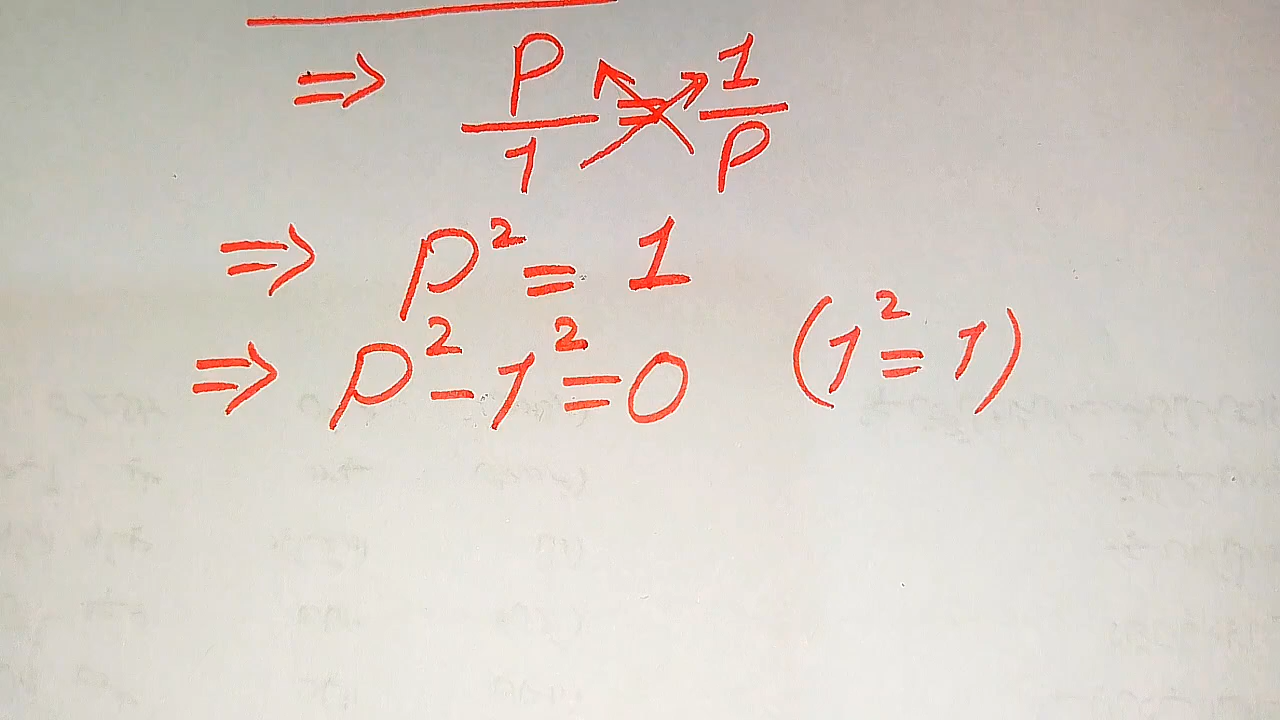 ⇒ P/1 = 1/P
⇒ P² = 1
⇒ P² - 1² = 0 (1² = 1)